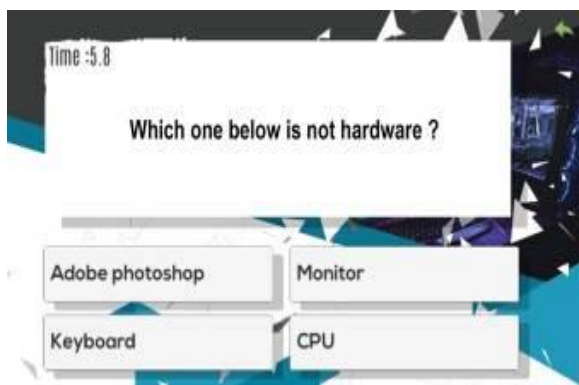 Time :5.8
Which one below is not hardware ?
Adobe photoshop
Monitor
Keyboard
CPU